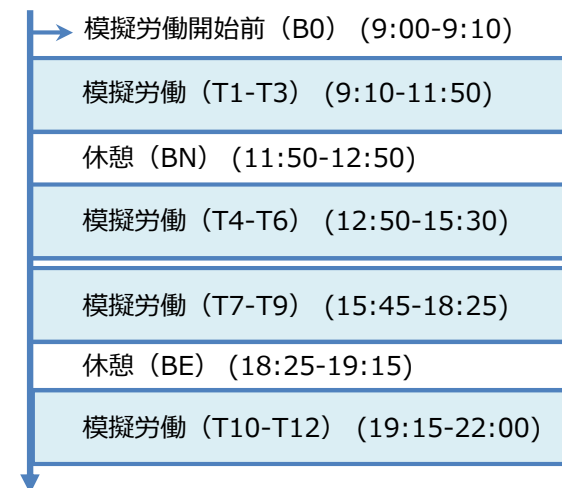 模擬労働開始前（B0） (9:00-9:10)
模擬労働（T1-T3） (9:10-11:50)
休憩（BN） (11:50-12:50)
模擬労働（T4-T6） (12:50-15:30)
模擬労働（T7-T9） (15:45-18:25)
休憩（BE） (18:25-19:15)
模擬労働（T10-T12） (19:15-22:00)